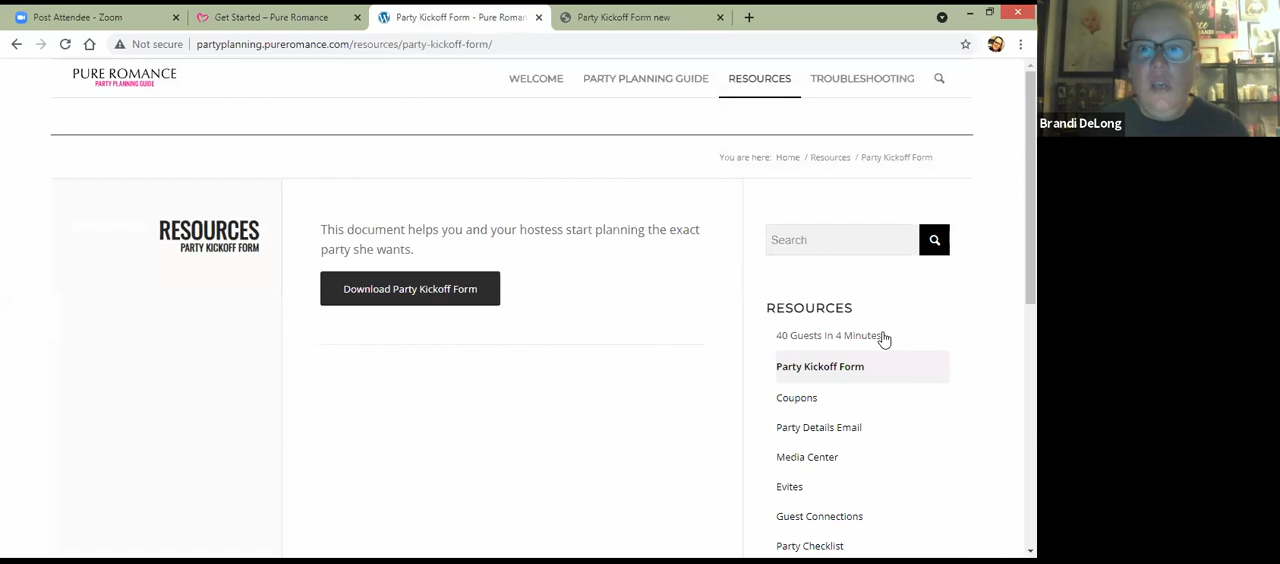 Post Attendee - Zoom
Get Started – Pure Romance
Party Kickoff Form - Pure Roman
Party Kickoff Form new
Not secure
partyplanning.pureromance.com/resources/party-kickoff-form/
PURE ROMANCE
PARTY PLANNING GUIDE
WELCOME
PARTY PLANNING GUIDE
RESOURCES
TROUBLESHOOTING
Brandi DeLong
You are here: Home / Resources / Party Kickoff Form
RESOURCES
PARTY KICKOFF FORM
This document helps you and your hostess start planning the exact
party she wants.
Download Party Kickoff Form
Search
RESOURCES
40 Guests In 4 Minutes
Party Kickoff Form
Coupons
Party Details Email
Media Center
Evites
Guest Connections
Party Checklist